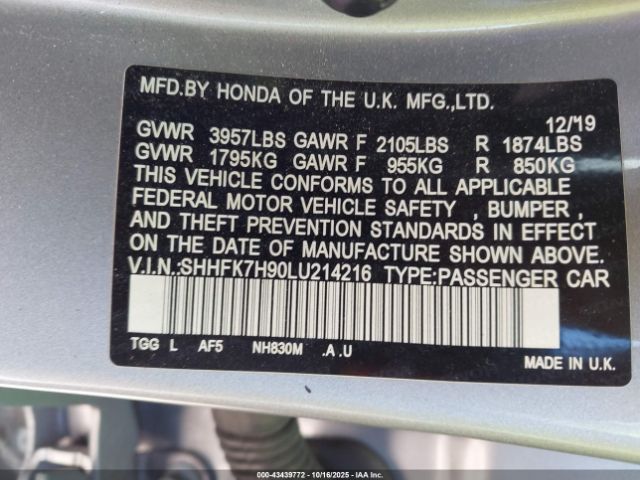 MFD.BY HONDA OF THE U.K. MFG.,LTD.
12/19
GVWR 3957LBS GAWR F 2105LBS R 1874LBS
GVWR 1795KG GAWR F 955KG R 850KG
THIS VEHICLE CONFORMS TO ALL APPLICABLE
FEDERAL MOTOR VEHICLE SAFETY , BUMPER ,
AND THEFT PREVENTION STANDARDS IN EFFECT
ON THE DATE OF MANUFACTURE SHOWN ABOVE.
V.I.N.:SHHFK7H90LU214216 TYPE:PASSENGER CAR
TGG L AF5 NH830M .A .U
MADE IN U.K.
000-43439772 | 10/16/2025 | IAA Inc.